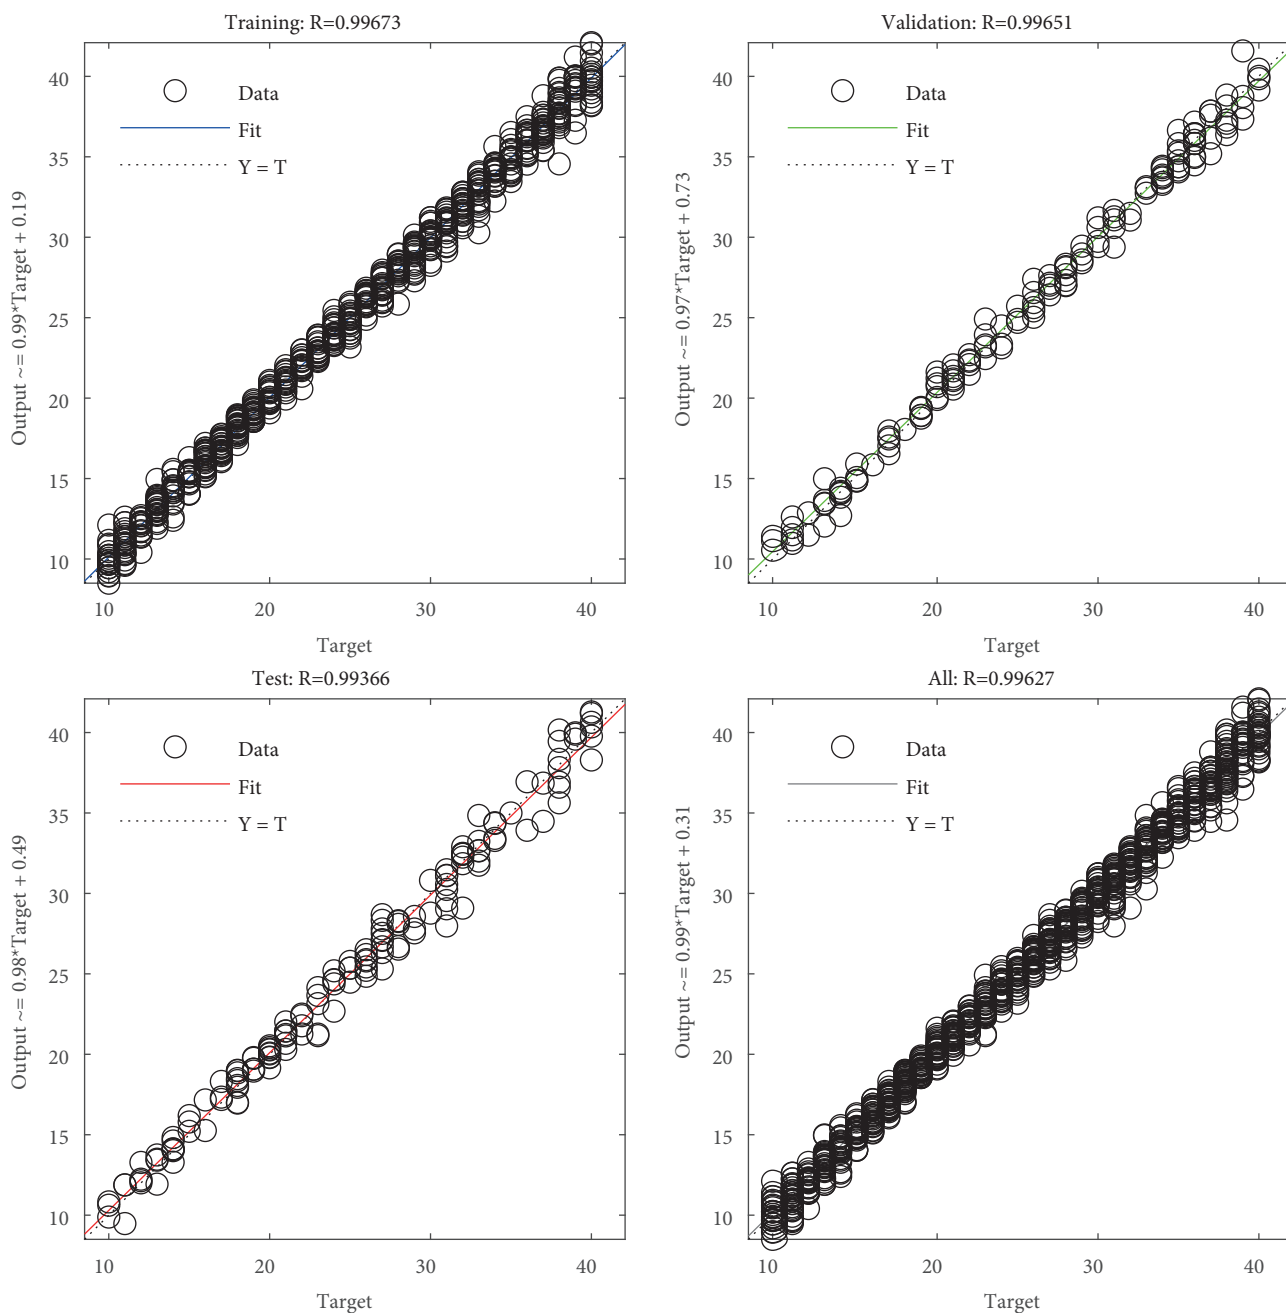 Training: R=0.99673
40
35
30
25
20
15
10
Data
Fit
Y = T
Output ~= 0.99*Target + 0.19
10 20 30 40
Target
Validation: R=0.99651
40
35
30
25
20
15
10
Data
Fit
Y = T
Output ~= 0.97*Target + 0.73
10 20 30 40
Target
Test: R=0.99366
40
35
30
25
20
15
10
Data
Fit
Y = T
Output ~= 0.98*Target + 0.49
10 20 30 40
Target
All: R=0.99627
40
35
30
25
20
15
10
Data
Fit
Y = T
Output ~= 0.99*Target + 0.31
10 20 30 40
Target